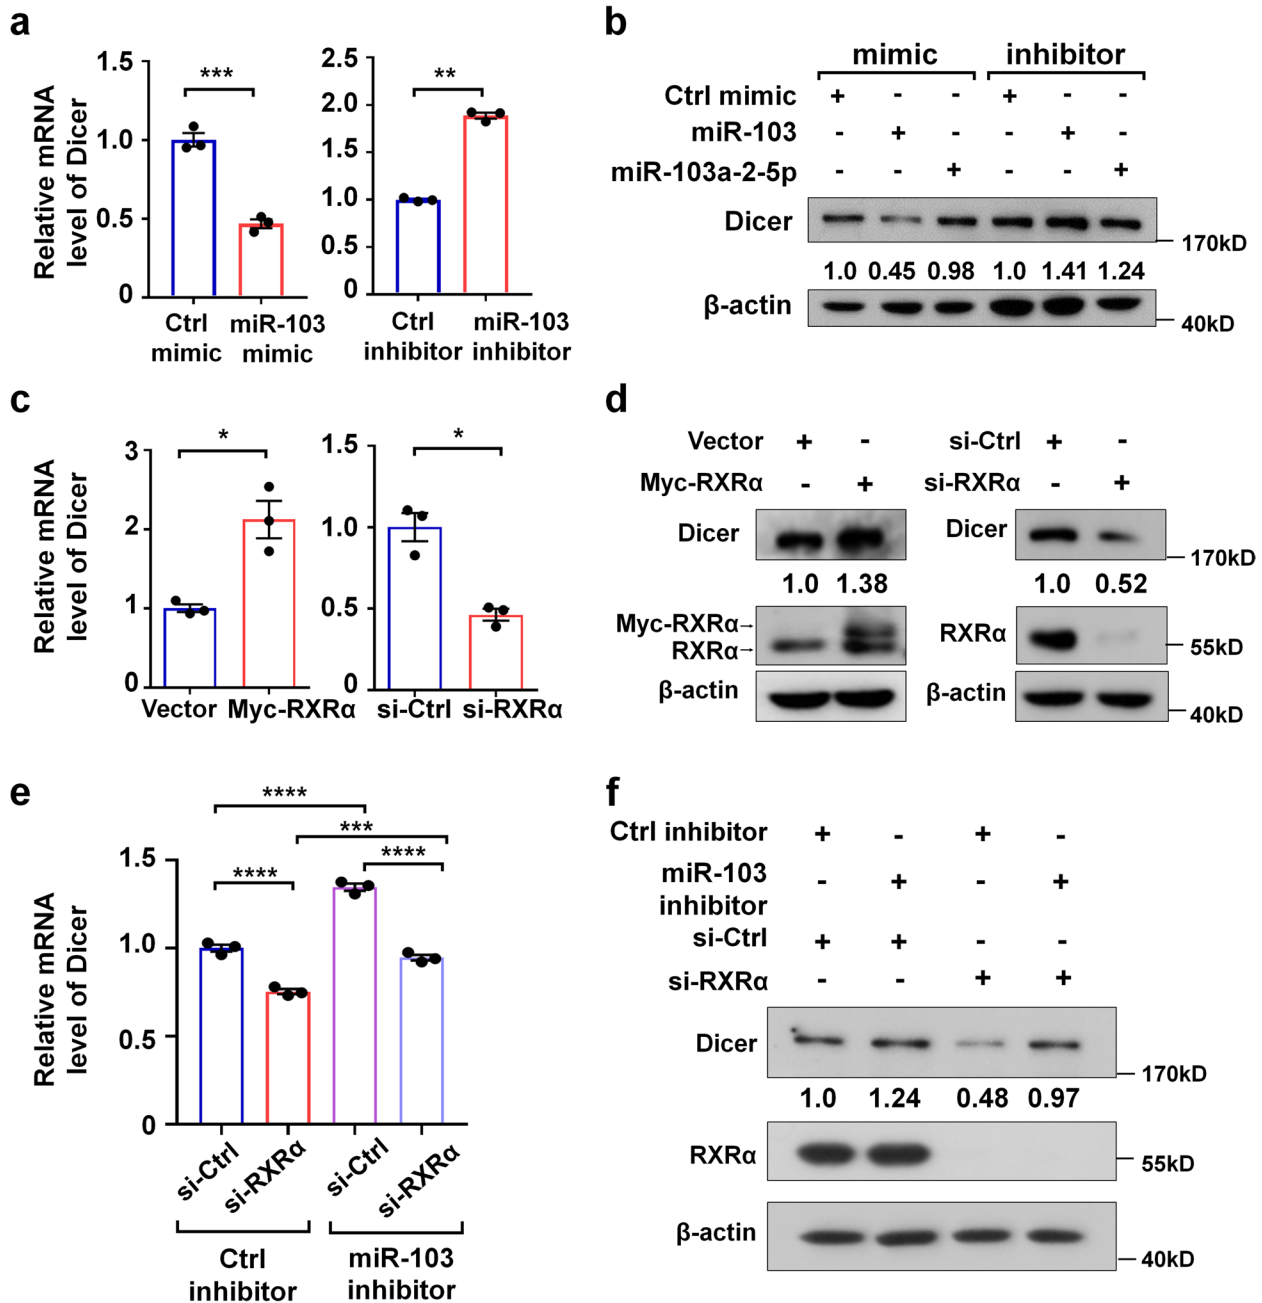 a
Relative mRNA
level of Dicer
1.5
1.0
0.5
0
***
Ctrl
mimic
miR-103
mimic
2.5
2.0
1.5
1.0
0.5
0
**
Ctrl
inhibitor
miR-103
inhibitor
b
mimic inhibitor
Ctrl mimic + - - + - -
miR-103 - + - - + -
miR-103a-2-5p - - + - - +
Dicer
170kD
1.0 0.45 0.98 1.0 1.41 1.24
β-actin
40kD
c
Relative mRNA
level of Dicer
3
2
1
0
*
Vector Myc-RXRα
1.5
1.0
0.5
0
*
si-Ctrl si-RXRα
d
Vector + -
Myc-RXRα - +
Dicer
1.0 1.38
Myc-RXRα→
RXRα→
β-actin
si-Ctrl + -
si-RXRα - +
Dicer
170kD
1.0 0.52
RXRα
55kD
β-actin
40kD
e
Relative mRNA
level of Dicer
1.5
1.0
0.5
0
****
***
****
****
si-Ctrl
si-RXRα
si-Ctrl
si-RXRα
Ctrl
inhibitor
miR-103
inhibitor
f
Ctrl inhibitor + - + -
miR-103 - + - +
inhibitor
si-Ctrl + + - -
si-RXRα - - + +
Dicer
170kD
1.0 1.24 0.48 0.97
RXRα
55kD
β-actin
40kD